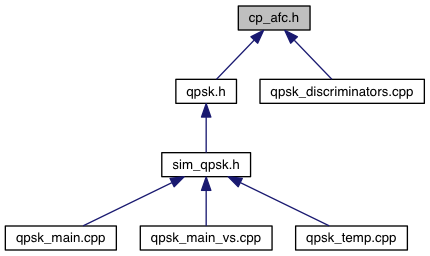 cp_afc.h
qpsk.h
qpsk_discriminators.cpp
sim_qpsk.h
qpsk_main.cpp
qpsk_main_vs.cpp
qpsk_temp.cpp